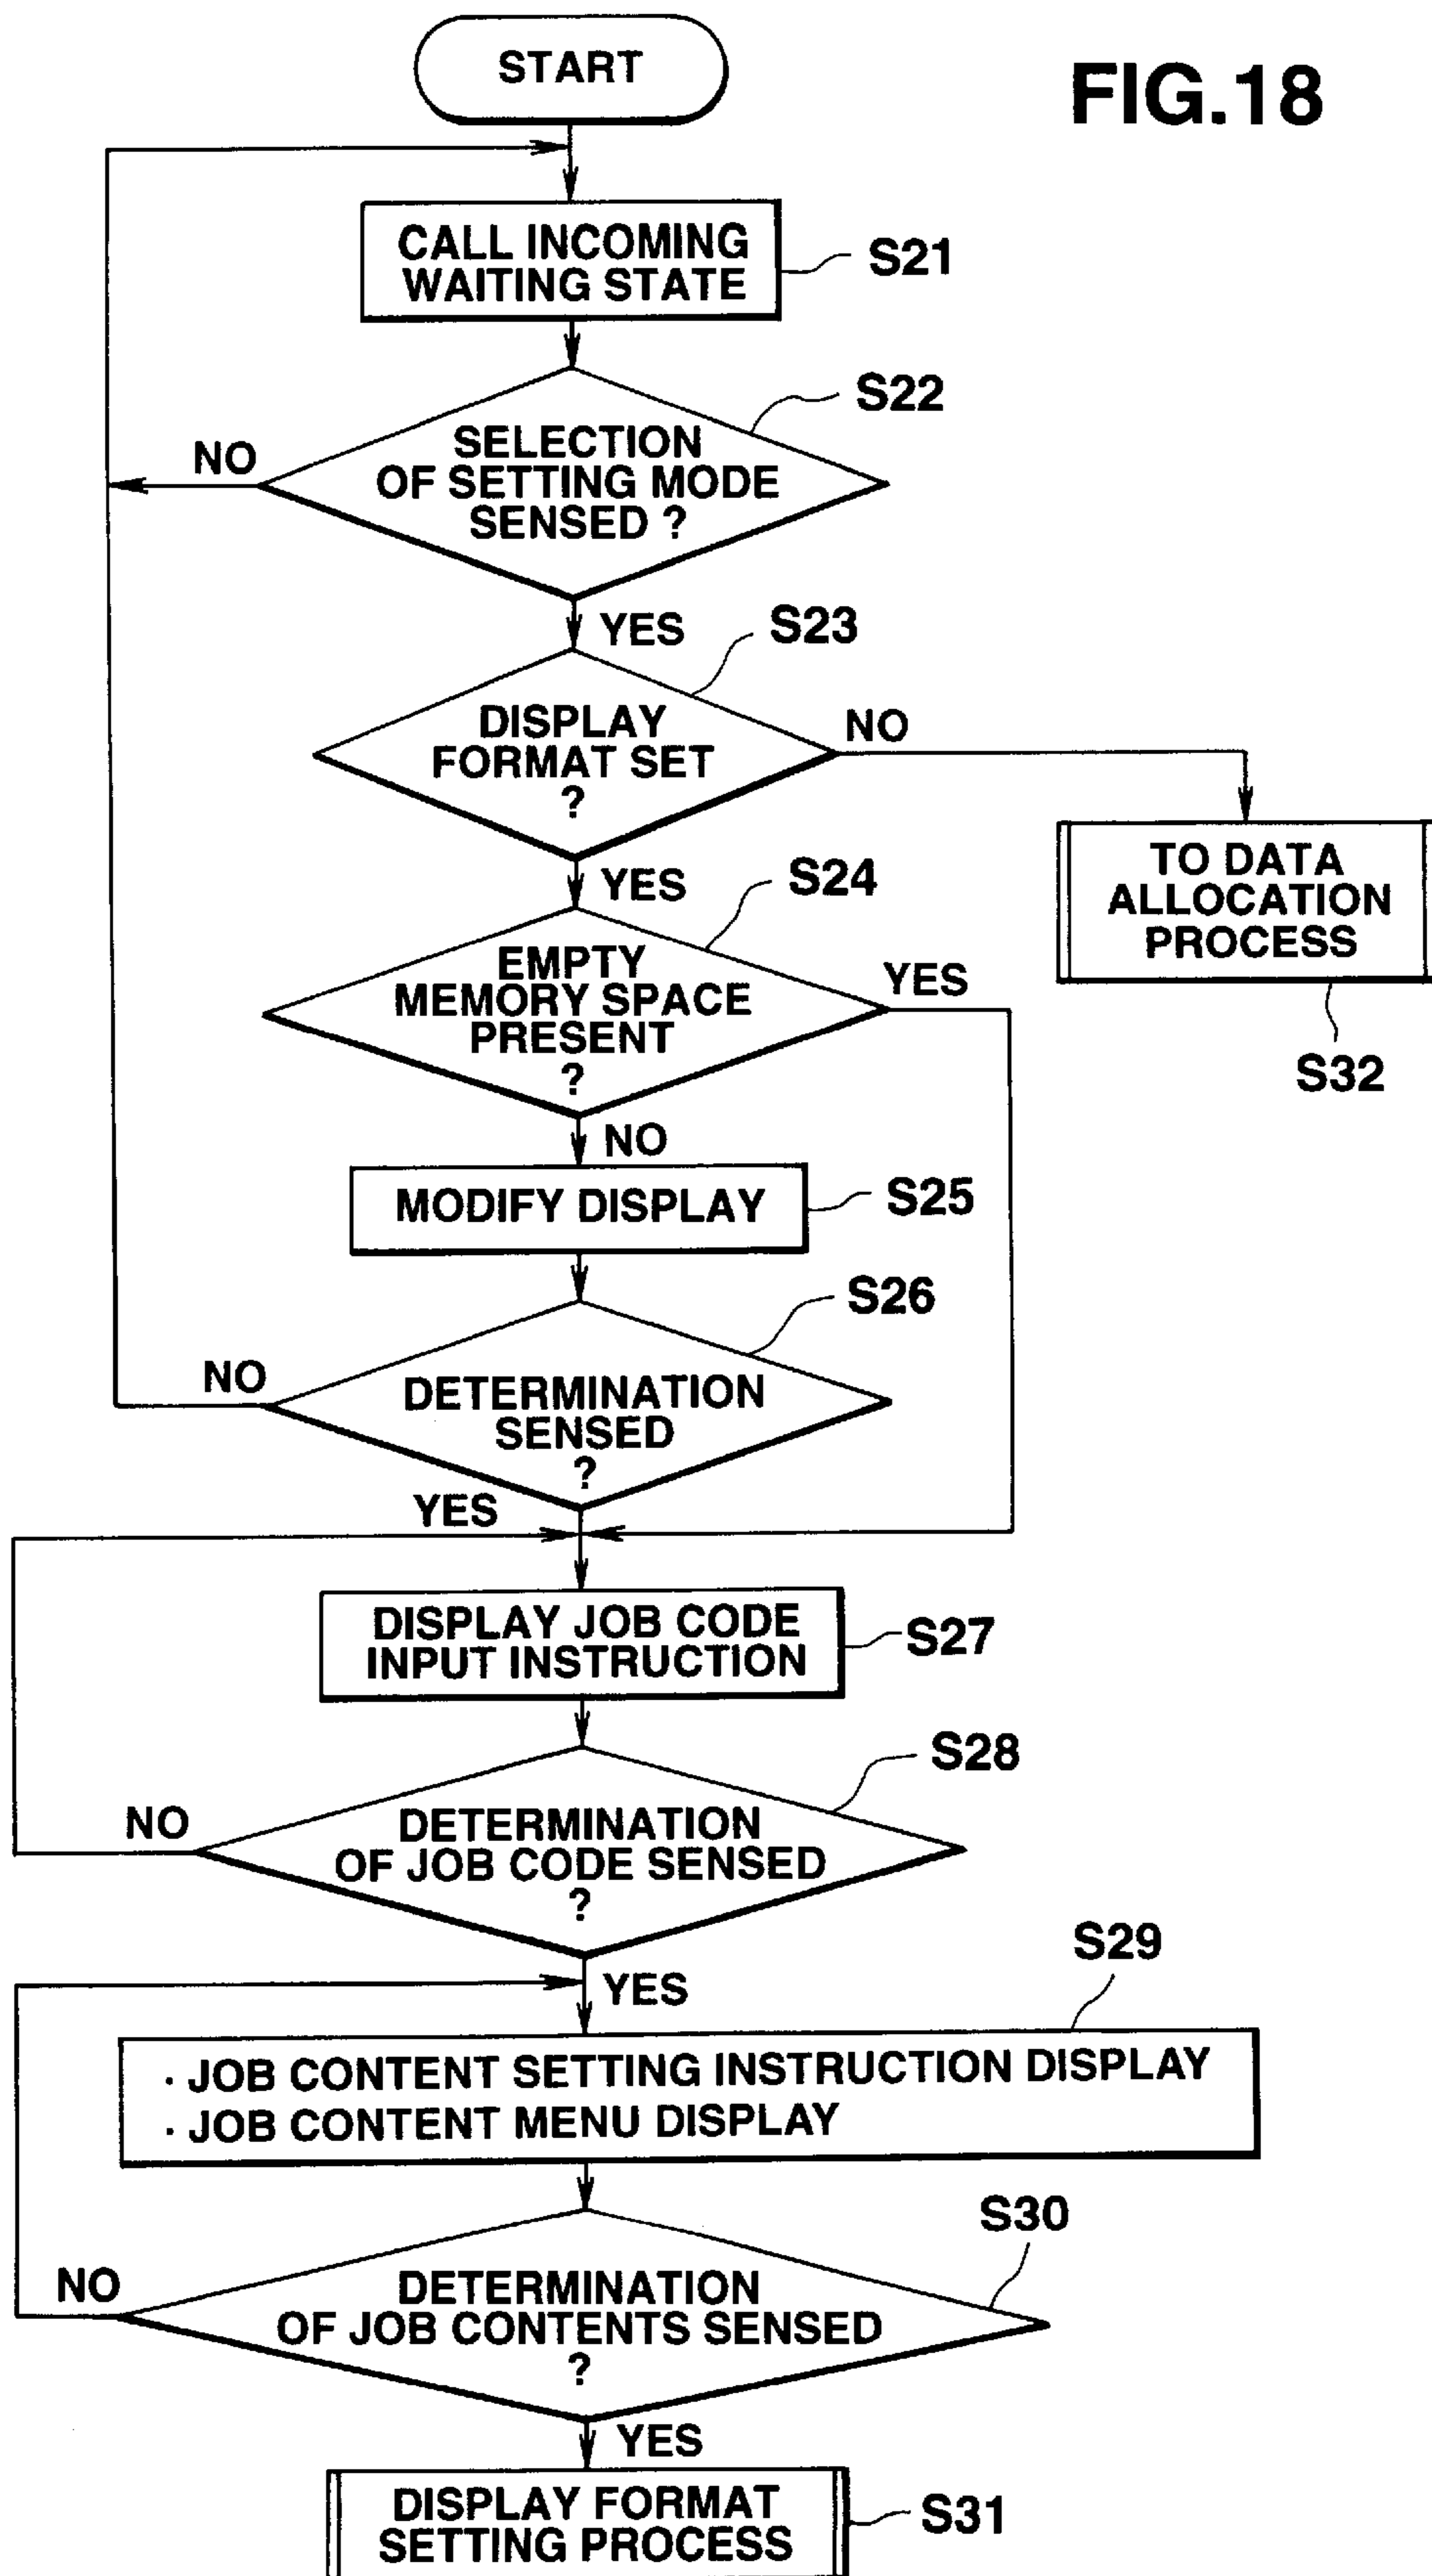 START
FIG.18
CALL INCOMING
WAITING STATE
S21
S22
SELECTION
OF SETTING MODE
SENSED ?
NO
YES
S23
DISPLAY
FORMAT SET
?
NO
YES
TO DATA
ALLOCATION
PROCESS
S32
S24
EMPTY
MEMORY SPACE
PRESENT
?
YES
NO
MODIFY DISPLAY
S25
S26
DETERMINATION
SENSED
?
NO
YES
DISPLAY JOB CODE
INPUT INSTRUCTION
S27
S28
DETERMINATION
OF JOB CODE SENSED
?
NO
YES
S29
· JOB CONTENT SETTING INSTRUCTION DISPLAY
· JOB CONTENT MENU DISPLAY
S30
DETERMINATION
OF JOB CONTENTS SENSED
?
NO
YES
DISPLAY FORMAT
SETTING PROCESS
S31